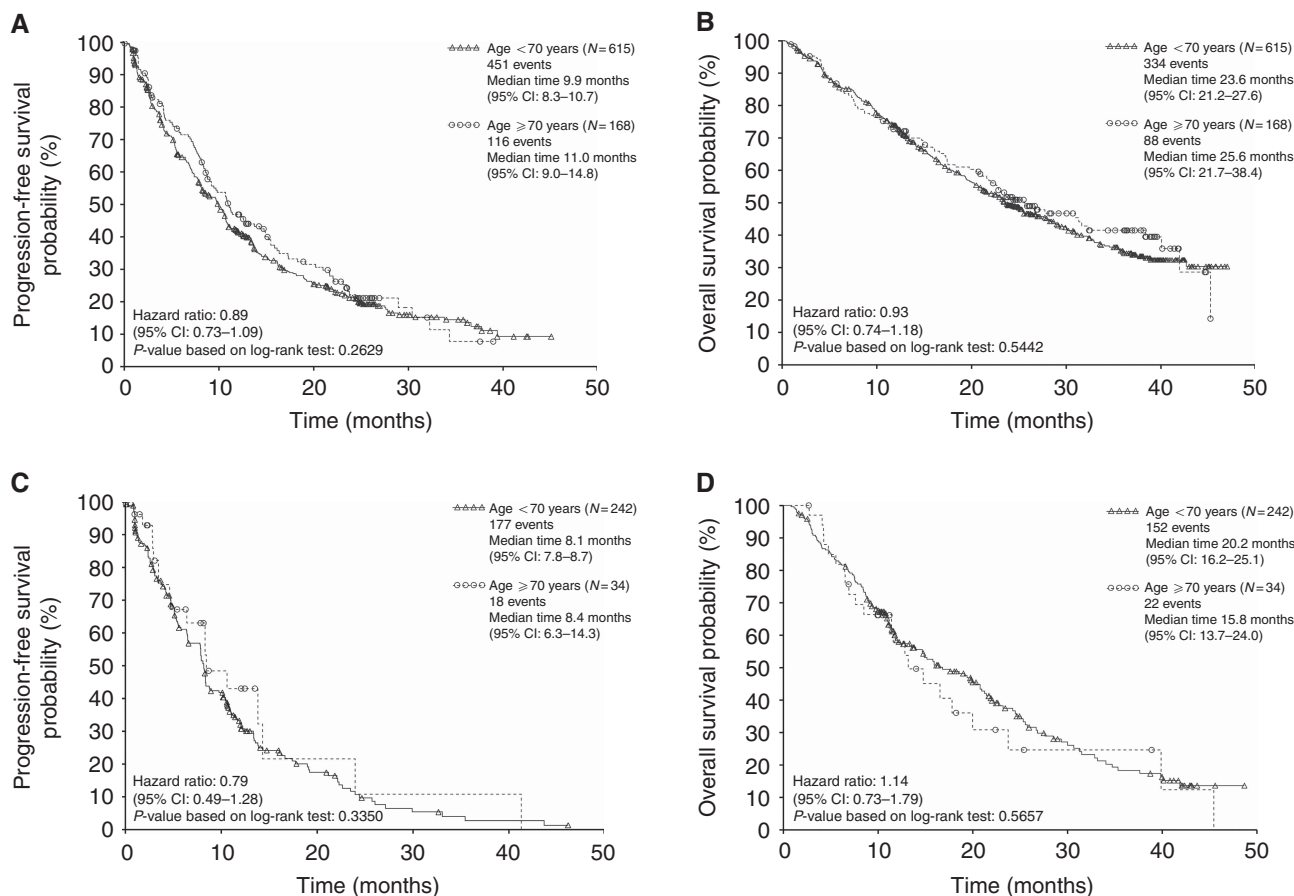 A
Progression-free survival
probability (%)
100
90
80
70
60
50
40
30
20
10
0
Age <70 years (N=615)
451 events
Median time 9.9 months
(95% CI: 8.3–10.7)
Age ⩾70 years (N=168)
116 events
Median time 11.0 months
(95% CI: 9.0–14.8)
Hazard ratio: 0.89
(95% CI: 0.73–1.09)
P-value based on log-rank test: 0.2629
0 10 20 30 40 50
Time (months)
B
Overall survival probability (%)
100
90
80
70
60
50
40
30
20
10
0
Age <70 years (N=615)
334 events
Median time 23.6 months
(95% CI: 21.2–27.6)
Age ⩾70 years (N=168)
88 events
Median time 25.6 months
(95% CI: 21.7–38.4)
Hazard ratio: 0.93
(95% CI: 0.74–1.18)
P-value based on log-rank test: 0.5442
0 10 20 30 40 50
Time (months)
C
Progression-free survival
probability (%)
100
90
80
70
60
50
40
30
20
10
0
Age <70 years (N=242)
177 events
Median time 8.1 months
(95% CI: 7.8–8.7)
Age ⩾70 years (N=34)
18 events
Median time 8.4 months
(95% CI: 6.3–14.3)
Hazard ratio: 0.79
(95% CI: 0.49–1.28)
P-value based on log-rank test: 0.3350
0 10 20 30 40 50
Time (months)
D
Overall survival probability (%)
100
90
80
70
60
50
40
30
20
10
0
Age <70 years (N=242)
152 events
Median time 20.2 months
(95% CI: 16.2–25.1)
Age ⩾70 years (N=34)
22 events
Median time 15.8 months
(95% CI: 13.7–24.0)
Hazard ratio: 1.14
(95% CI: 0.73–1.79)
P-value based on log-rank test: 0.5657
0 10 20 30 40 50
Time (months)